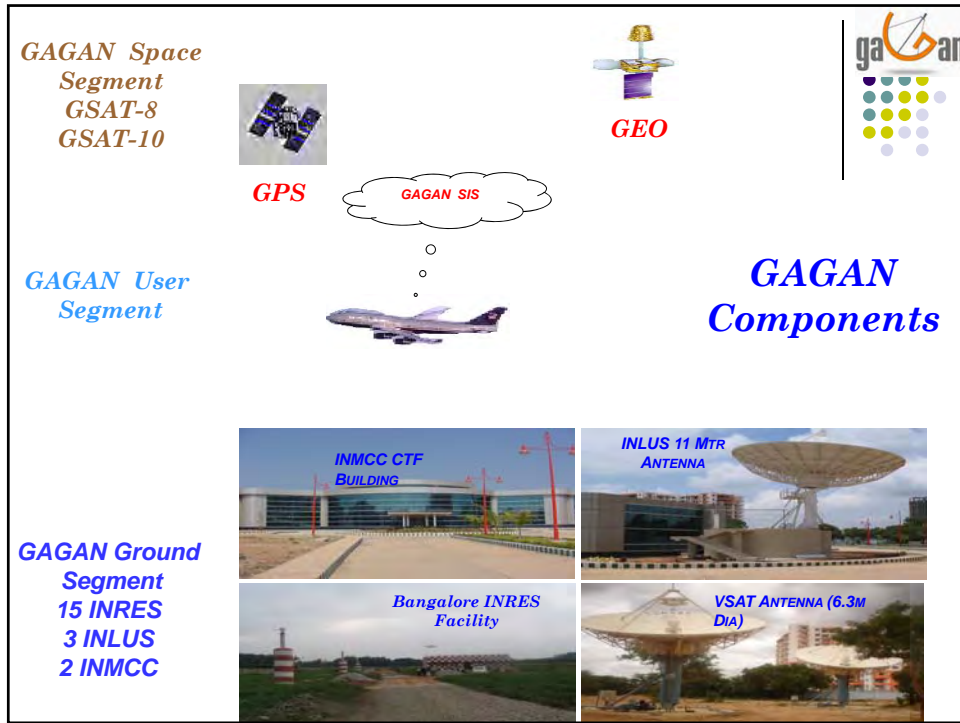 GAGAN Space
Segment
GSAT-8
GSAT-10
GPS
GEO
gaGan
GAGAN SIS
GAGAN User
Segment
GAGAN
Components
GAGAN Ground
Segment
15 INRES
3 INLUS
2 INMCC
INMCC CTF
BUILDING
INLUS 11 MTR
ANTENNA
Bangalore INRES
Facility
VSAT ANTENNA (6.3M
DIA)